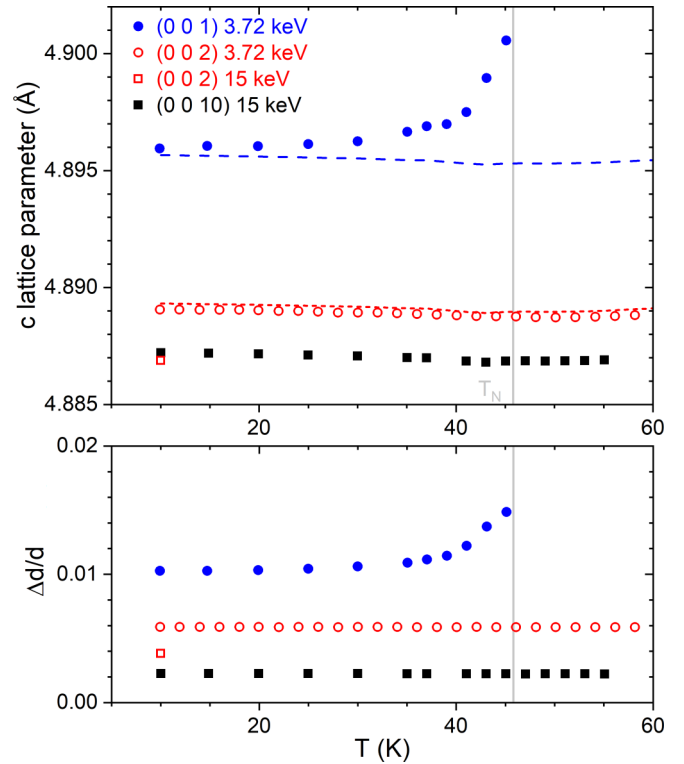 (0 0 1) 3.72 keV
(0 0 2) 3.72 keV
(0 0 2) 15 keV
(0 0 10) 15 keV
c lattice parameter (Å)
4.900
4.895
4.890
4.885
T_N
20
40
60
Δd/d
0.02
0.01
0.00
20
40
60
T (K)